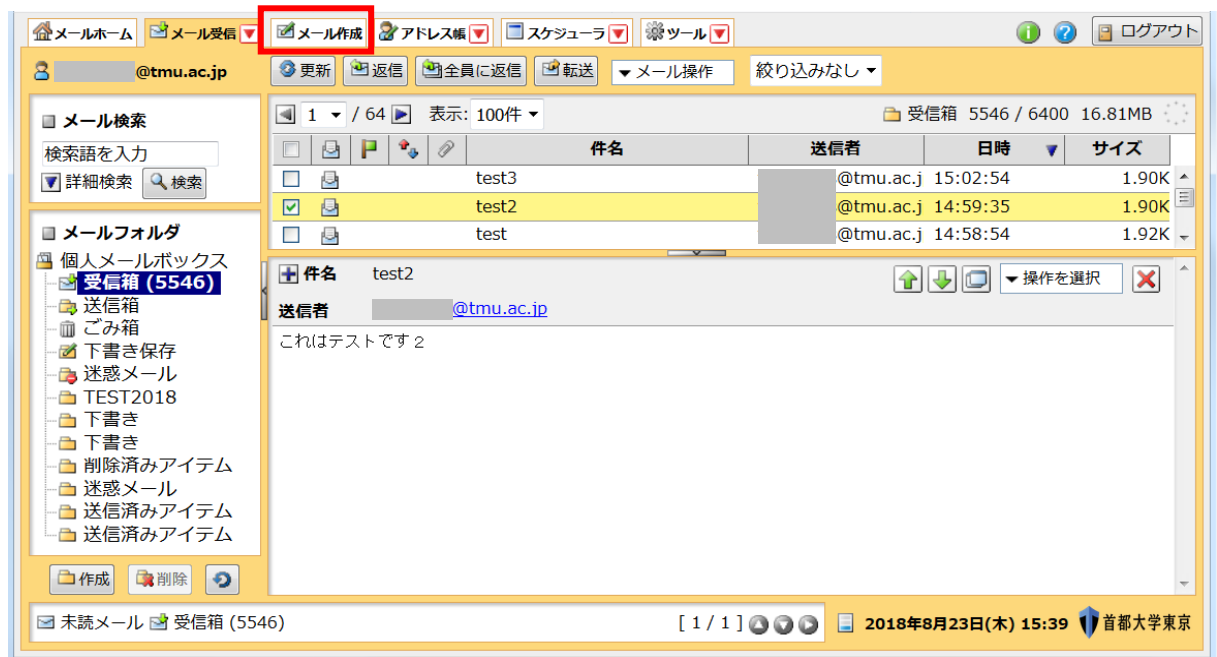 メールホーム メール受信 メール作成 アドレス帳 スケジューラ ツール ログアウト
@tmu.ac.jp 更新 返信 全員に返信 転送 メール操作 絞り込みなし
メール検索
検索語を入力
詳細検索 検索
メールフォルダ
個人メールボックス
受信箱 (5546)
送信箱
ごみ箱
下書き保存
迷惑メール
TEST2018
下書き
下書き
削除済みアイテム
迷惑メール
送信済みアイテム
送信済みアイテム
作成 削除
1 / 64 表示: 100件 受信箱 5546 / 6400 16.81MB
件名 送信者 日時 サイズ
test3 @tmu.ac.j 15:02:54 1.90K
test2 @tmu.ac.j 14:59:35 1.90K
test @tmu.ac.j 14:58:54 1.92K
件名 test2 操作を選択
送信者 @tmu.ac.jp
これはテストです２
未読メール 受信箱 (5546) [ 1 / 1 ] 2018年8月23日(木) 15:39 首都大学東京